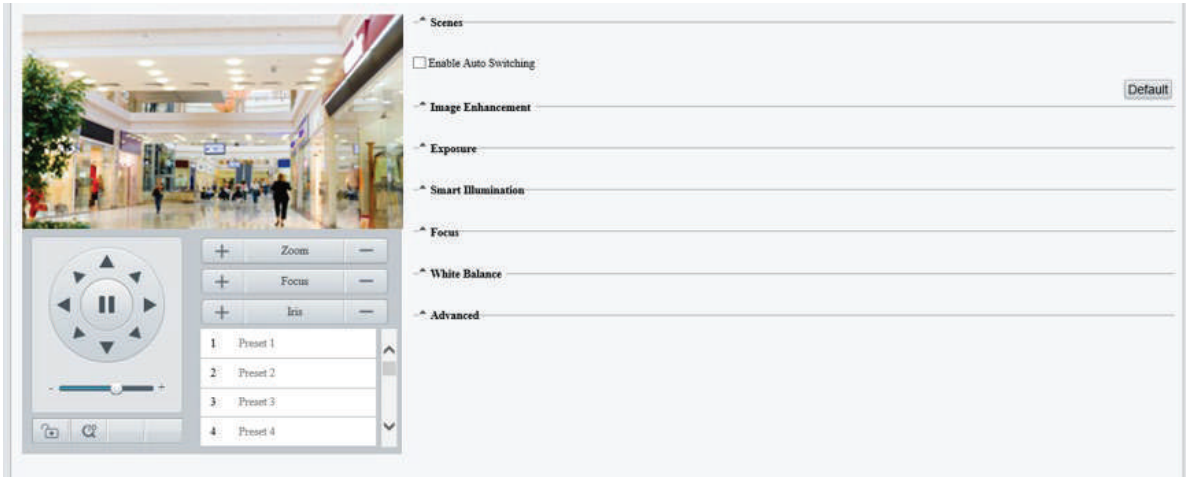 Scenes
Enable Auto Switching
Default
Image Enhancement
Exposure
Smart Illumination
Focus
White Balance
Advanced
+ Zoom −
+ Focus −
+ Iris −
1 Preset 1
2 Preset 2
3 Preset 3
4 Preset 4
- +